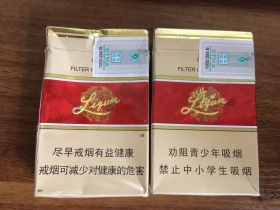 FILTER
Liqun
尽早戒烟有益健康
戒烟可减少对健康的危害
FILTER
Liqun
劝阻青少年吸烟
禁止中小学生吸烟